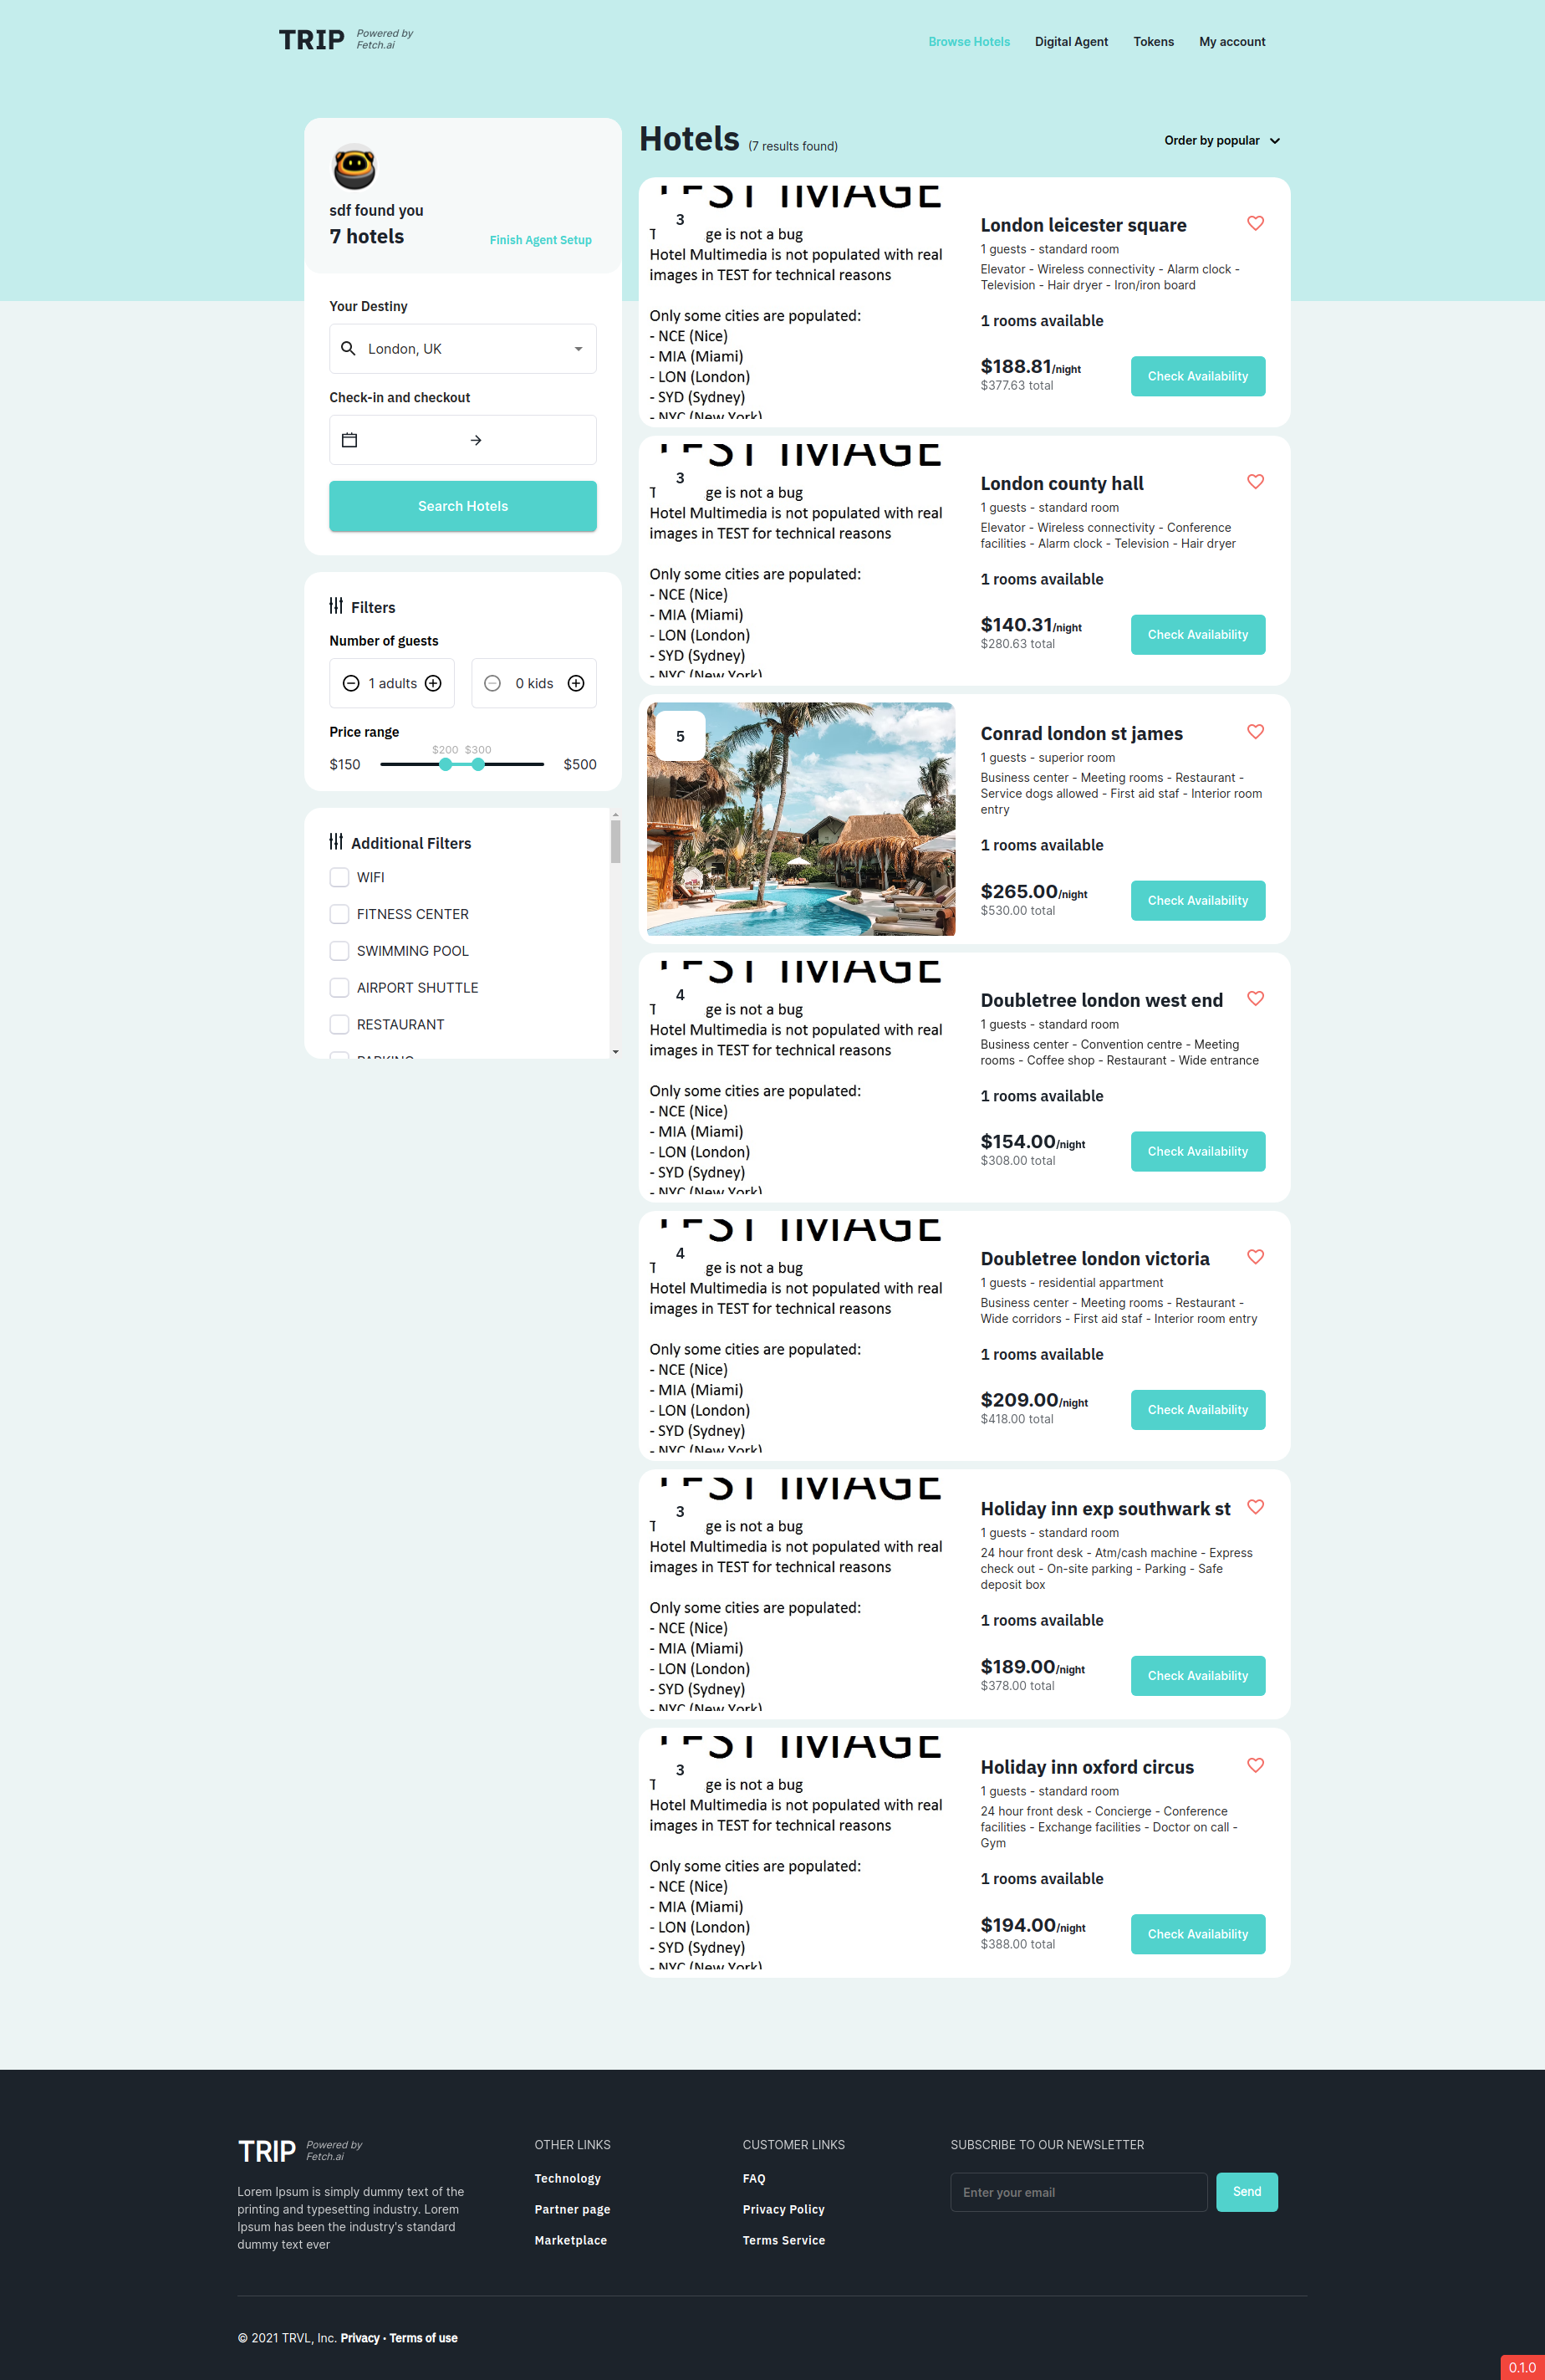 TRIP
Powered by
Fetch.ai
Browse Hotels
Digital Agent
Tokens
My account
sdf found you
7 hotels
Finish Agent Setup
Your Destiny
London, UK
Check-in and checkout
Search Hotels
Filters
Number of guests
1 adults
0 kids
Price range
$200 $300
$150
$500
Additional Filters
WIFI
FITNESS CENTER
SWIMMING POOL
AIRPORT SHUTTLE
RESTAURANT
PARKING
Hotels (7 results found)
Order by popular
TEST IMAGE
3
T ge is not a bug
Hotel Multimedia is not populated with real
images in TEST for technical reasons
Only some cities are populated:
- NCE (Nice)
- MIA (Miami)
- LON (London)
- SYD (Sydney)
- NYC (New York)
London leicester square
1 guests - standard room
Elevator - Wireless connectivity - Alarm clock -
Television - Hair dryer - Iron/iron board
1 rooms available
$188.81/night
$377.63 total
Check Availability
TEST IMAGE
3
T ge is not a bug
Hotel Multimedia is not populated with real
images in TEST for technical reasons
Only some cities are populated:
- NCE (Nice)
- MIA (Miami)
- LON (London)
- SYD (Sydney)
- NYC (New York)
London county hall
1 guests - standard room
Elevator - Wireless connectivity - Conference
facilities - Alarm clock - Television - Hair dryer
1 rooms available
$140.31/night
$280.63 total
Check Availability
5
Conrad london st james
1 guests - superior room
Business center - Meeting rooms - Restaurant -
Service dogs allowed - First aid staf - Interior room
entry
1 rooms available
$265.00/night
$530.00 total
Check Availability
TEST IMAGE
4
T ge is not a bug
Hotel Multimedia is not populated with real
images in TEST for technical reasons
Only some cities are populated:
- NCE (Nice)
- MIA (Miami)
- LON (London)
- SYD (Sydney)
- NYC (New York)
Doubletree london west end
1 guests - standard room
Business center - Convention centre - Meeting
rooms - Coffee shop - Restaurant - Wide entrance
1 rooms available
$154.00/night
$308.00 total
Check Availability
TEST IMAGE
4
T ge is not a bug
Hotel Multimedia is not populated with real
images in TEST for technical reasons
Only some cities are populated:
- NCE (Nice)
- MIA (Miami)
- LON (London)
- SYD (Sydney)
- NYC (New York)
Doubletree london victoria
1 guests - residential appartment
Business center - Meeting rooms - Restaurant -
Wide corridors - First aid staf - Interior room entry
1 rooms available
$209.00/night
$418.00 total
Check Availability
TEST IMAGE
3
T ge is not a bug
Hotel Multimedia is not populated with real
images in TEST for technical reasons
Only some cities are populated:
- NCE (Nice)
- MIA (Miami)
- LON (London)
- SYD (Sydney)
- NYC (New York)
Holiday inn exp southwark st
1 guests - standard room
24 hour front desk - Atm/cash machine - Express
check out - On-site parking - Parking - Safe
deposit box
1 rooms available
$189.00/night
$378.00 total
Check Availability
TEST IMAGE
3
T ge is not a bug
Hotel Multimedia is not populated with real
images in TEST for technical reasons
Only some cities are populated:
- NCE (Nice)
- MIA (Miami)
- LON (London)
- SYD (Sydney)
- NYC (New York)
Holiday inn oxford circus
1 guests - standard room
24 hour front desk - Concierge - Conference
facilities - Exchange facilities - Doctor on call -
Gym
1 rooms available
$194.00/night
$388.00 total
Check Availability
TRIP
Powered by
Fetch.ai
Lorem Ipsum is simply dummy text of the
printing and typesetting industry. Lorem
Ipsum has been the industry's standard
dummy text ever
OTHER LINKS
Technology
Partner page
Marketplace
CUSTOMER LINKS
FAQ
Privacy Policy
Terms Service
SUBSCRIBE TO OUR NEWSLETTER
Enter your email
Send
© 2021 TRVL, Inc. Privacy · Terms of use
0.1.0